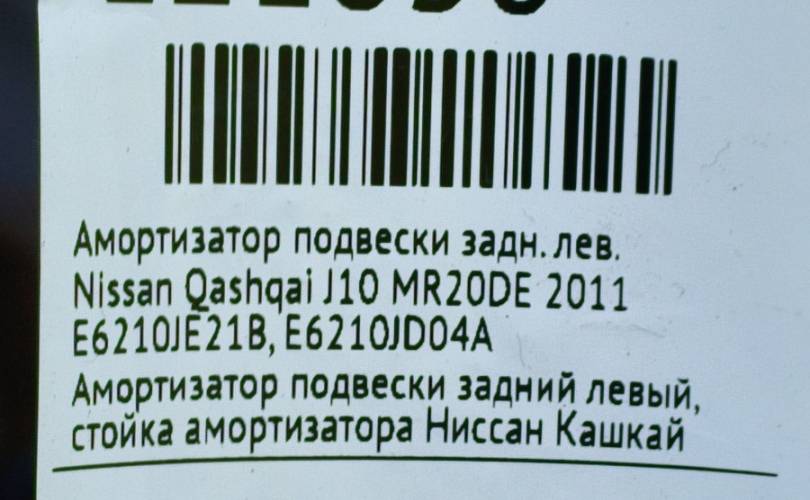 Амортизатор подвески задн. лев.
Nissan Qashqai J10 MR20DE 2011
E6210JE21B, E6210JD04A
Амортизатор подвески задний левый,
стойка амортизатора Ниссан Кашкай